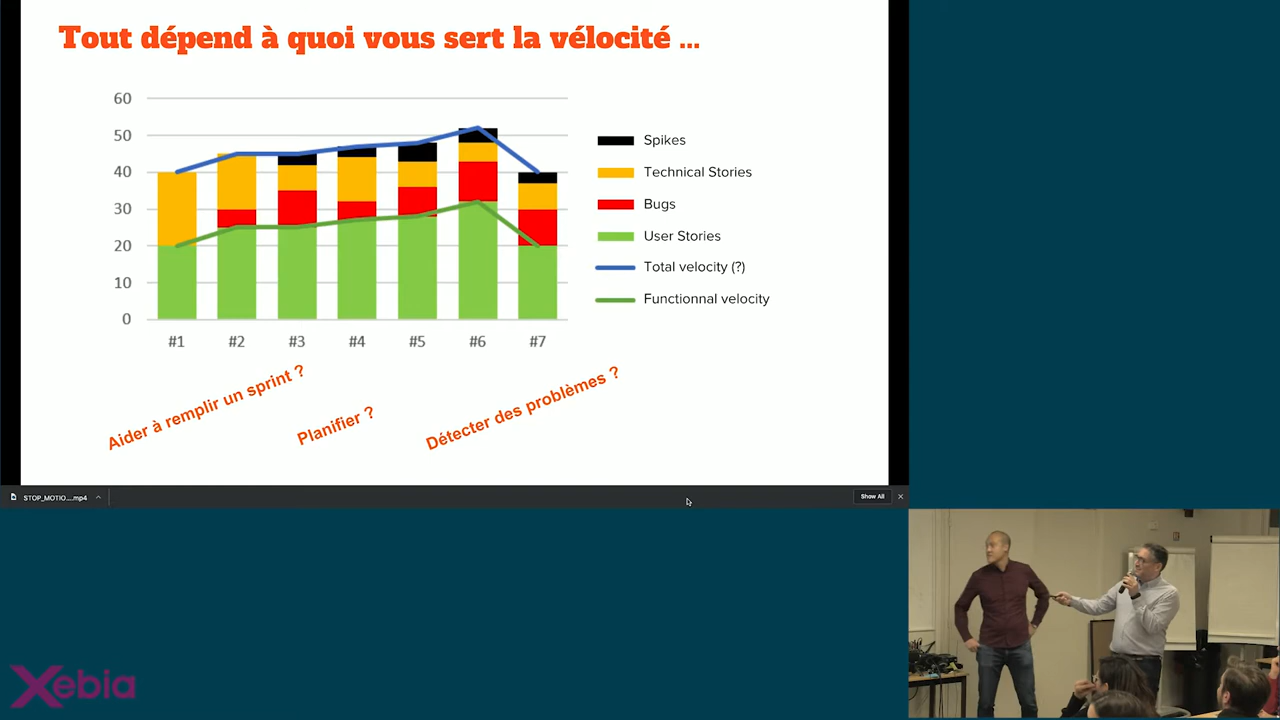 Tout dépend à quoi vous sert la vélocité ...
60
50
40
30
20
10
0
#1 #2 #3 #4 #5 #6 #7
Spikes
Technical Stories
Bugs
User Stories
Total velocity (?)
Functionnal velocity
Aider à remplir un sprint ?
Planifier ?
Détecter des problèmes ?
STOP_MOTIO....mp4
Show All
Xebia